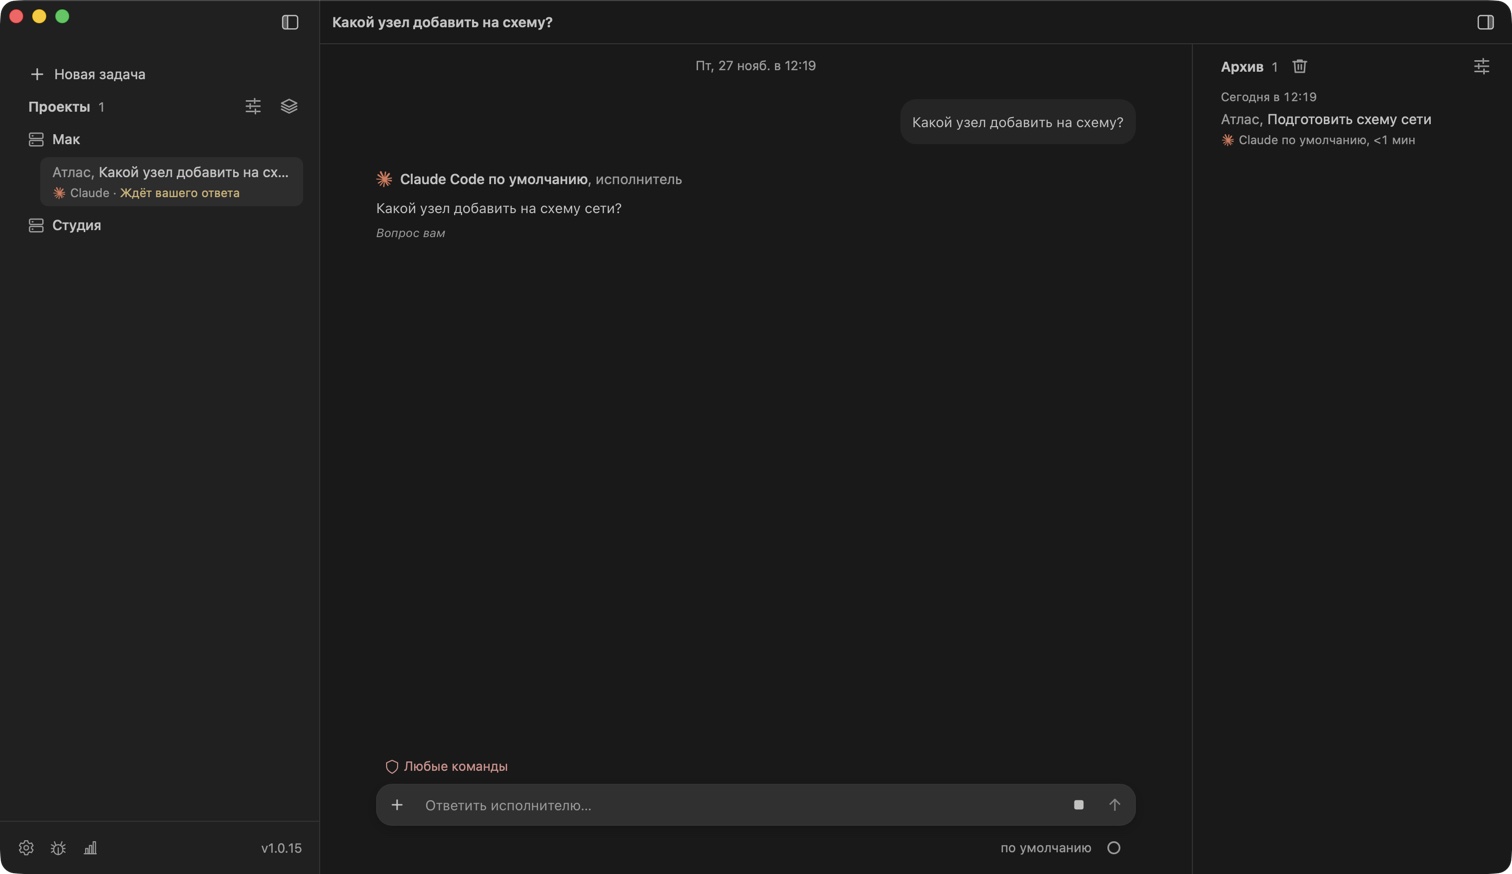 Какой узел добавить на схему?
Новая задача
Проекты 1
Мак
Атлас, Какой узел добавить на сх...
Claude · Ждёт вашего ответа
Студия
v1.0.15
Пт, 27 нояб. в 12:19
Какой узел добавить на схему?
Claude Code по умолчанию, исполнитель
Какой узел добавить на схему сети?
Вопрос вам
Любые команды
Ответить исполнителю...
по умолчанию
Архив 1
Сегодня в 12:19
Атлас, Подготовить схему сети
Claude по умолчанию, <1 мин